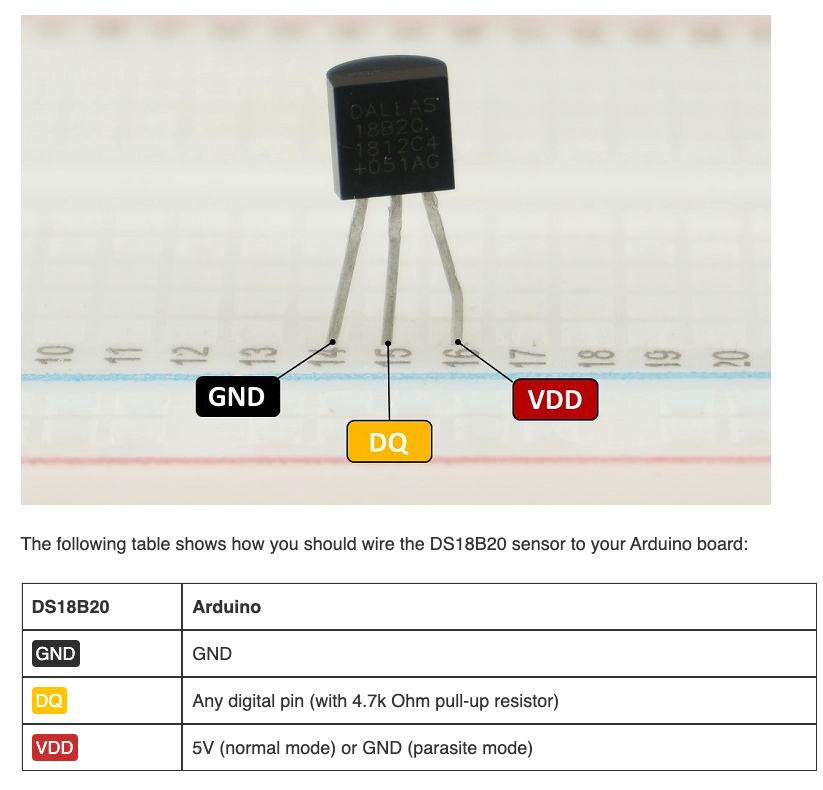 DALLAS
18B20
1812C4
+051AG
10 11 12 13 14 15 16 17 18 19 20
GND
VDD
DQ
The following table shows how you should wire the DS18B20 sensor to your Arduino board:
DS18B20 Arduino
GND GND
DQ Any digital pin (with 4.7k Ohm pull-up resistor)
VDD 5V (normal mode) or GND (parasite mode)